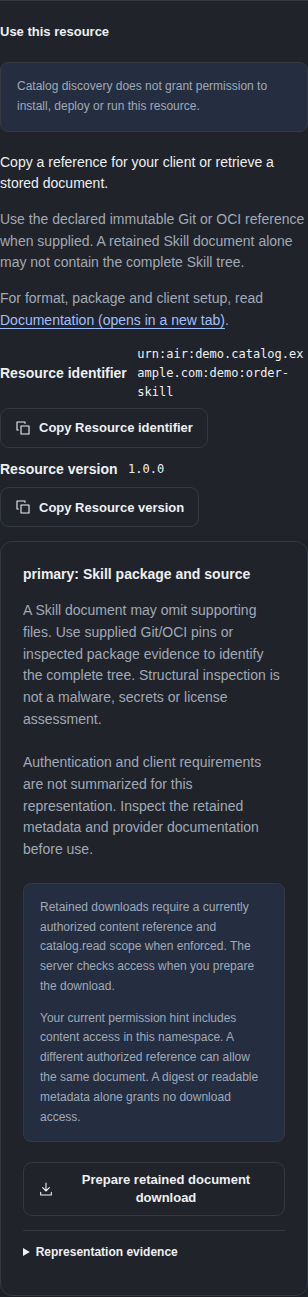 Use this resource
Catalog discovery does not grant permission to
install, deploy or run this resource.
Copy a reference for your client or retrieve a
stored document.
Use the declared immutable Git or OCI reference
when supplied. A retained Skill document alone
may not contain the complete Skill tree.
For format, package and client setup, read
Documentation (opens in a new tab).
Resource identifier
urn:air:demo.catalog.ex
ample.com:demo:order-
skill
Copy Resource identifier
Resource version 1.0.0
Copy Resource version
primary: Skill package and source
A Skill document may omit supporting
files. Use supplied Git/OCI pins or
inspected package evidence to identify
the complete tree. Structural inspection is
not a malware, secrets or license
assessment.
Authentication and client requirements
are not summarized for this
representation. Inspect the retained
metadata and provider documentation
before use.
Retained downloads require a currently
authorized content reference and
catalog.read scope when enforced. The
server checks access when you prepare
the download.
Your current permission hint includes
content access in this namespace. A
different authorized reference can allow
the same document. A digest or readable
metadata alone grants no download
access.
Prepare retained document
download
Representation evidence